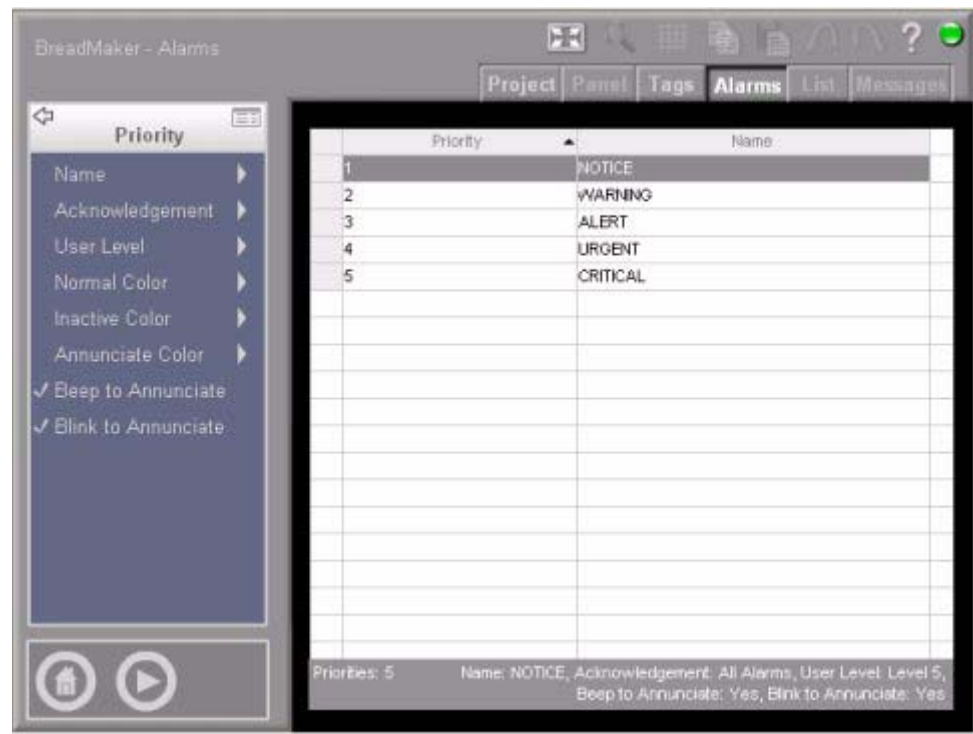 BreadMaker - Alarms
?
Project Panel Tags Alarms List Messages
Priority
Name
Acknowledgement
User Level
Normal Color
Inactive Color
Annunciate Color
Beep to Annunciate
Blink to Annunciate
Priority Name
1 NOTICE
2 WARNING
3 ALERT
4 URGENT
5 CRITICAL
Priorities: 5 Name: NOTICE, Acknowledgement: All Alarms, User Level: Level 5,
Beep to Annunciate: Yes, Blink to Annunciate: Yes